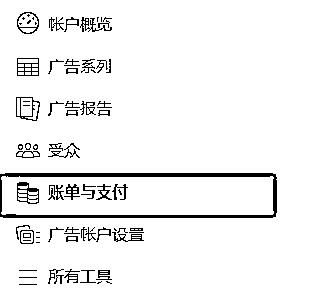 帐户概览
广告系列
广告报告
受众
账单与支付
广告帐户设置
所有工具